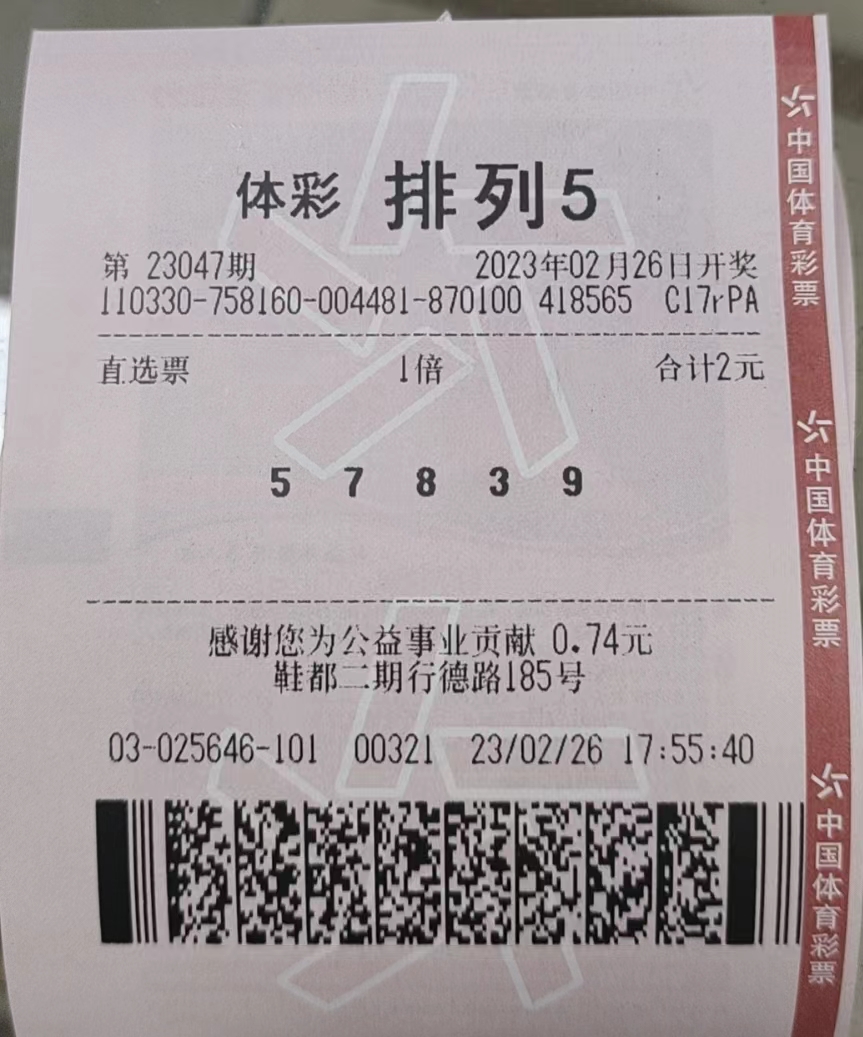 体彩 排列5
第 23047期 2023年02月26日开奖
110330-758160-004481-870100 418565 C17rPA
直选票 1倍 合计2元
5 7 8 3 9
感谢您为公益事业贡献 0.74元
鞋都二期行德路185号
03-025646-101 00321 23/02/26 17:55:40
中国体育彩票
中国体育彩票
中国体育彩票